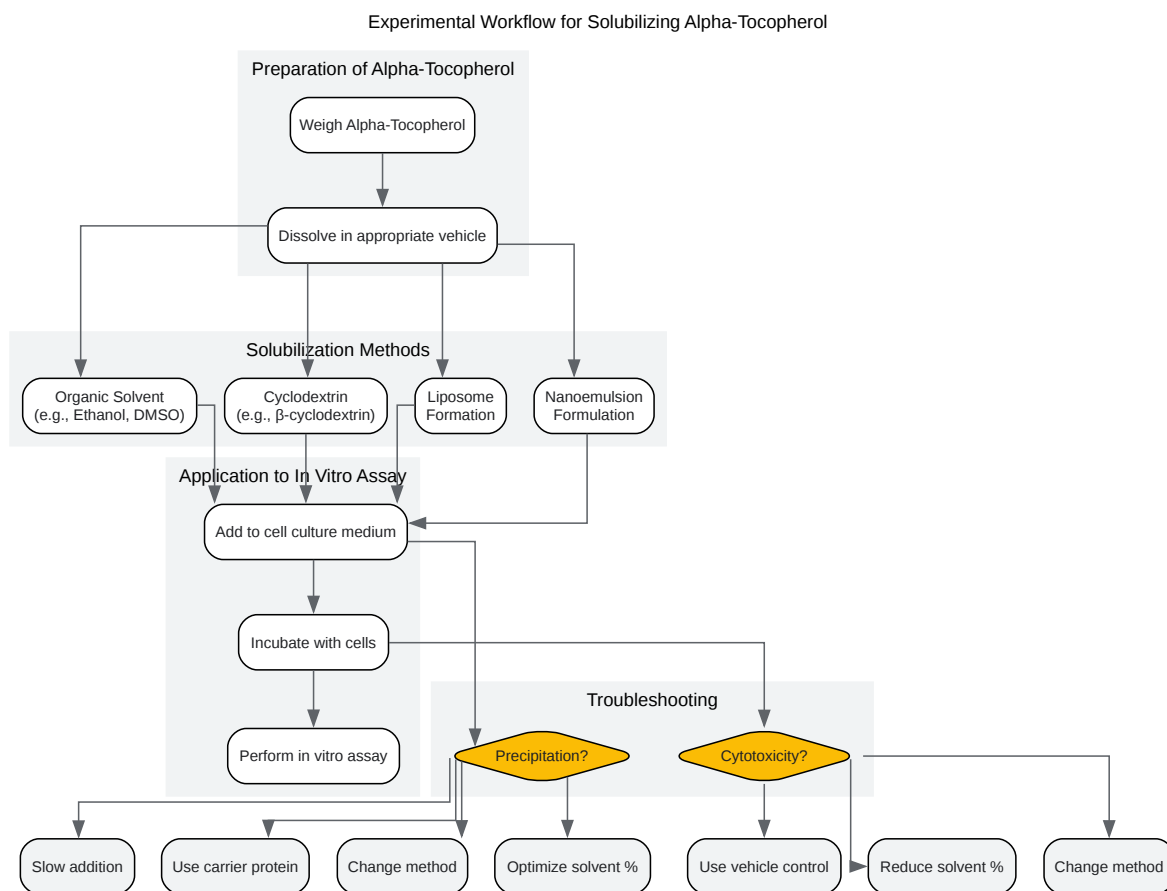 Experimental Workflow for Solubilizing Alpha-Tocopherol
Preparation of Alpha-Tocopherol
Weigh Alpha-Tocopherol
Dissolve in appropriate vehicle
Solubilization Methods
Organic Solvent
(e.g., Ethanol, DMSO)
Cyclodextrin
(e.g., β-cyclodextrin)
Liposome
Formation
Nanoemulsion
Formulation
Application to In Vitro Assay
Add to cell culture medium
Incubate with cells
Perform in vitro assay
Troubleshooting
Precipitation?
Cytotoxicity?
Slow addition
Use carrier protein
Change method
Optimize solvent %
Use vehicle control
Reduce solvent %
Change method